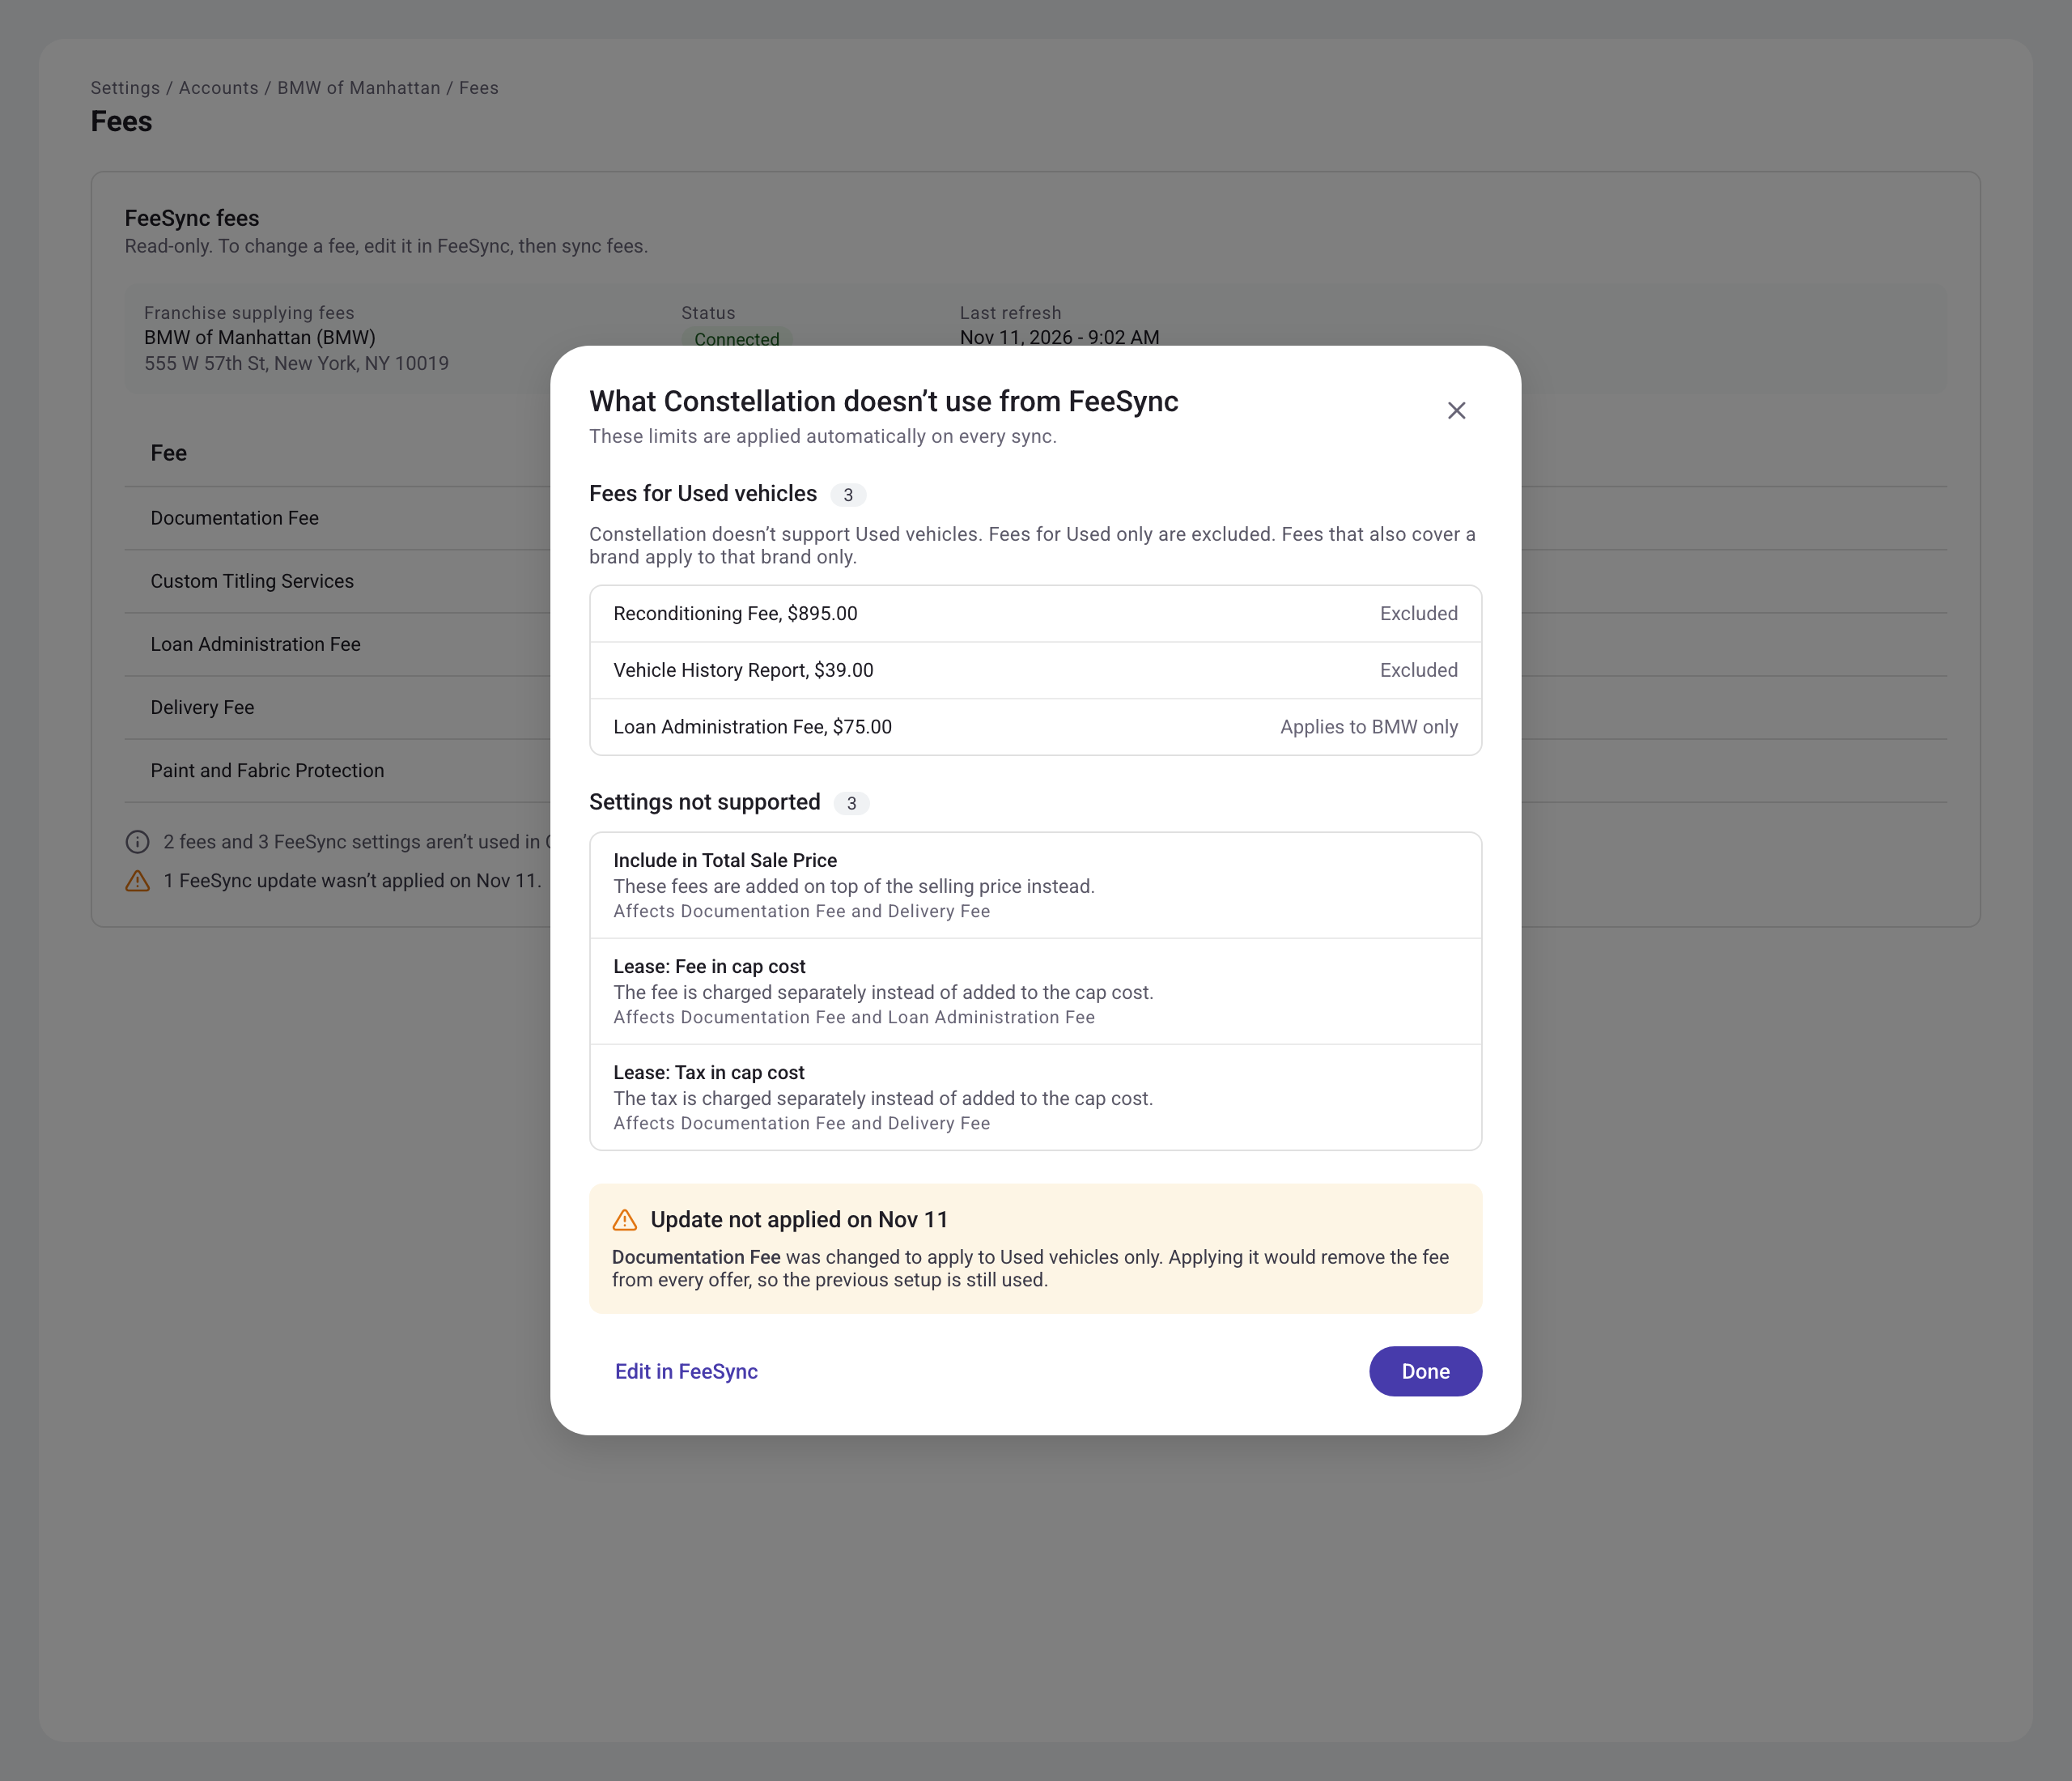 Settings / Accounts / BMW of Manhattan / Fees
Fees
FeeSync fees
Read-only. To change a fee, edit it in FeeSync, then sync fees.
Franchise supplying fees
BMW of Manhattan (BMW)
555 W 57th St, New York, NY 10019
Status
Connected
Last refresh
Nov 11, 2026 - 9:02 AM
Fee
Documentation Fee
Custom Titling Services
Loan Administration Fee
Delivery Fee
Paint and Fabric Protection
2 fees and 3 FeeSync settings aren’t used in
1 FeeSync update wasn’t applied on Nov 11.
What Constellation doesn’t use from FeeSync
These limits are applied automatically on every sync.
Fees for Used vehicles 3
Constellation doesn’t support Used vehicles. Fees for Used only are excluded. Fees that also cover a
brand apply to that brand only.
Reconditioning Fee, $895.00 Excluded
Vehicle History Report, $39.00 Excluded
Loan Administration Fee, $75.00 Applies to BMW only
Settings not supported 3
Include in Total Sale Price
These fees are added on top of the selling price instead.
Affects Documentation Fee and Delivery Fee
Lease: Fee in cap cost
The fee is charged separately instead of added to the cap cost.
Affects Documentation Fee and Loan Administration Fee
Lease: Tax in cap cost
The tax is charged separately instead of added to the cap cost.
Affects Documentation Fee and Delivery Fee
Update not applied on Nov 11
Documentation Fee was changed to apply to Used vehicles only. Applying it would remove the fee
from every offer, so the previous setup is still used.
Edit in FeeSync
Done